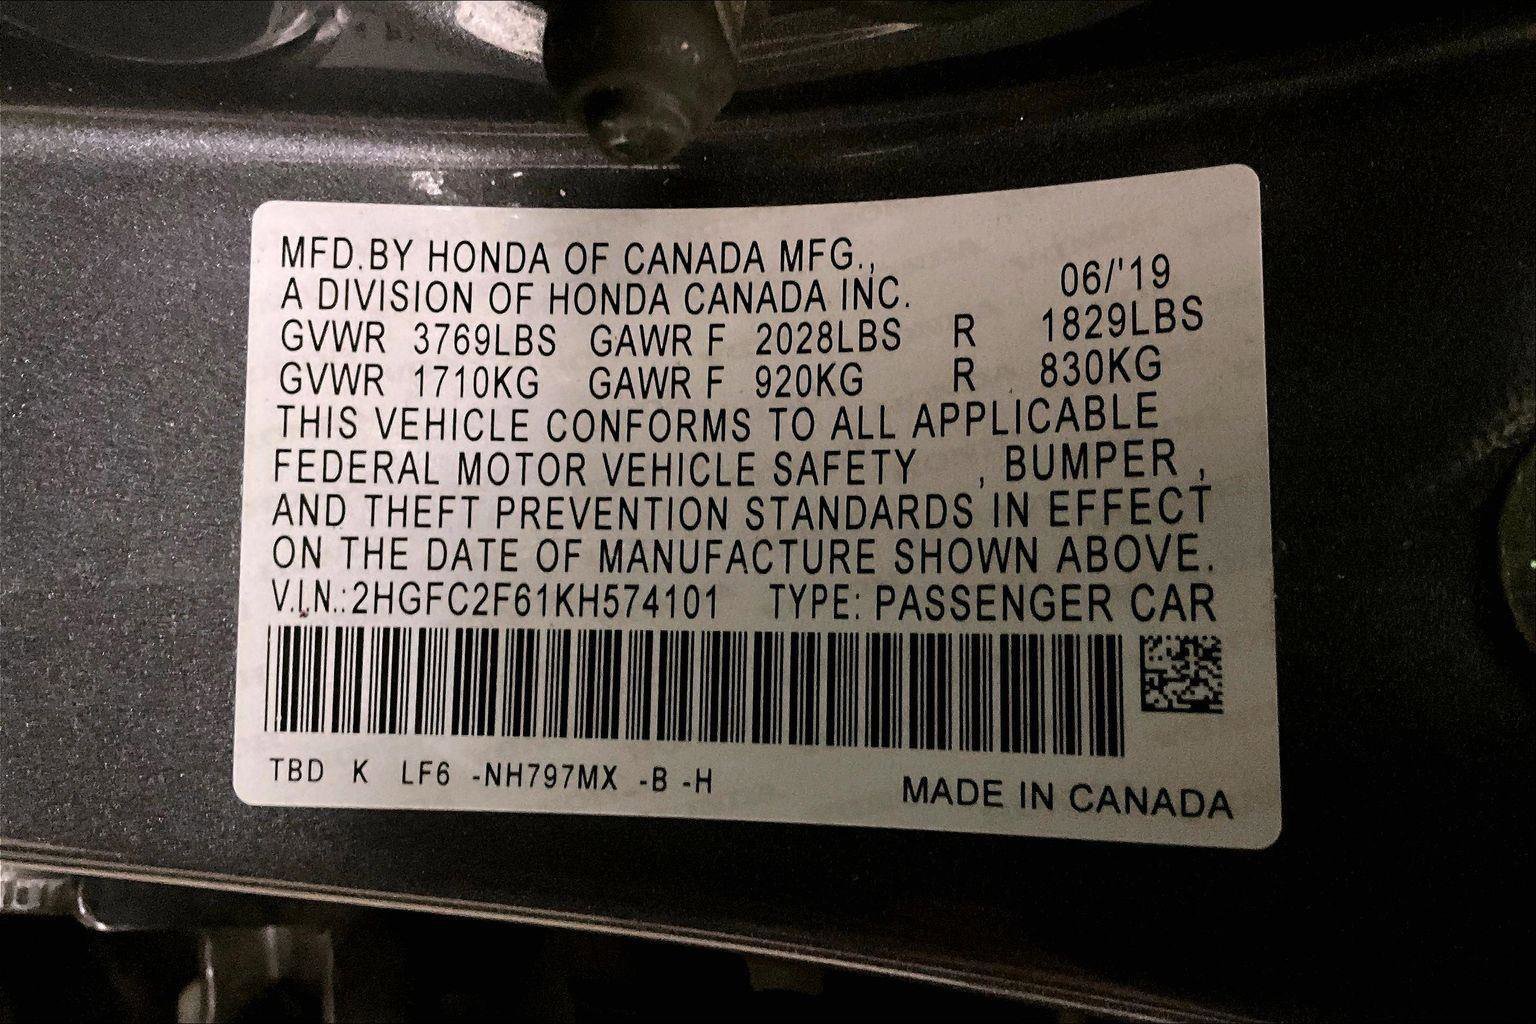 MFD.BY HONDA OF CANADA MFG.,
A DIVISION OF HONDA CANADA INC. 06/'19
GVWR 3769LBS GAWR F 2028LBS R 1829LBS
GVWR 1710KG GAWR F 920KG R 830KG
THIS VEHICLE CONFORMS TO ALL APPLICABLE
FEDERAL MOTOR VEHICLE SAFETY , BUMPER ,
AND THEFT PREVENTION STANDARDS IN EFFECT
ON THE DATE OF MANUFACTURE SHOWN ABOVE.
V.I.N.:2HGFC2F61KH574101 TYPE: PASSENGER CAR
TBD K LF6 -NH797MX -B -H
MADE IN CANADA